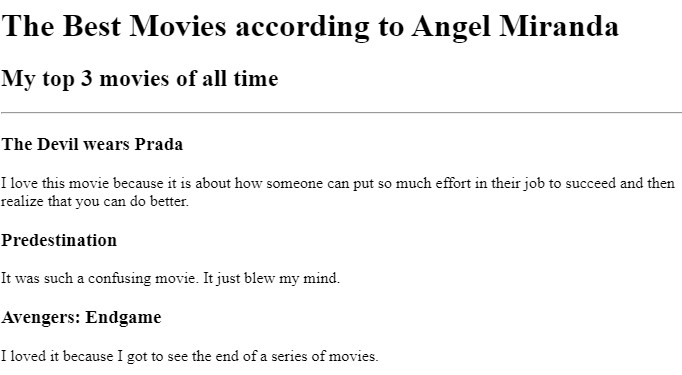 The Best Movies according to Angel Miranda
My top 3 movies of all time
The Devil wears Prada
I love this movie because it is about how someone can put so much effort in their job to succeed and then
realize that you can do better.
Predestination
It was such a confusing movie. It just blew my mind.
Avengers: Endgame
I loved it because I got to see the end of a series of movies.